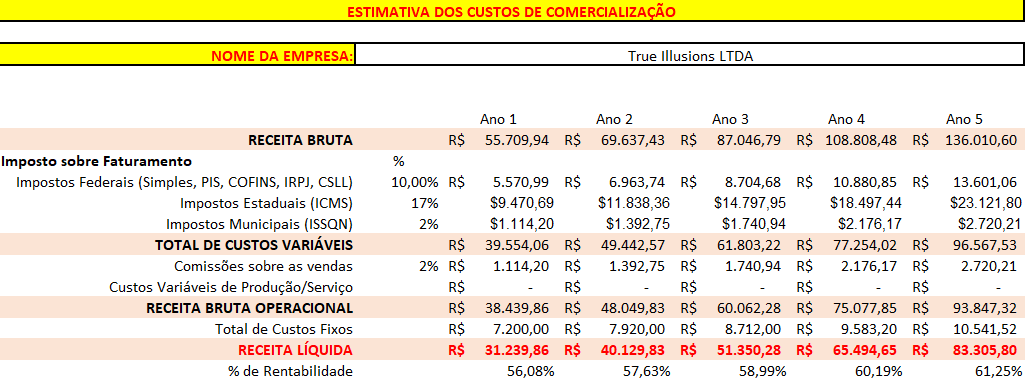 ESTIMATIVA DOS CUSTOS DE COMERCIALIZAÇÃO
NOME DA EMPRESA: True Illusions LTDA
Ano 1 Ano 2 Ano 3 Ano 4 Ano 5
RECEITA BRUTA R$ 55.709,94 R$ 69.637,43 R$ 87.046,79 R$ 108.808,48 R$ 136.010,60
Imposto sobre Faturamento %
Impostos Federais (Simples, PIS, COFINS, IRPJ, CSLL) 10,00% R$ 5.570,99 R$ 6.963,74 R$ 8.704,68 R$ 10.880,85 R$ 13.601,06
Impostos Estaduais (ICMS) 17% $9.470,69 $11.838,36 $14.797,95 $18.497,44 $23.121,80
Impostos Municipais (ISSQN) 2% $1.114,20 $1.392,75 $1.740,94 $2.176,17 $2.720,21
TOTAL DE CUSTOS VARIÁVEIS R$ 39.554,06 R$ 49.442,57 R$ 61.803,22 R$ 77.254,02 R$ 96.567,53
Comissões sobre as vendas 2% R$ 1.114,20 R$ 1.392,75 R$ 1.740,94 R$ 2.176,17 R$ 2.720,21
Custos Variáveis de Produção/Serviço R$ - R$ - R$ - R$ - R$ -
RECEITA BRUTA OPERACIONAL R$ 38.439,86 R$ 48.049,83 R$ 60.062,28 R$ 75.077,85 R$ 93.847,32
Total de Custos Fixos R$ 7.200,00 R$ 7.920,00 R$ 8.712,00 R$ 9.583,20 R$ 10.541,52
RECEITA LÍQUIDA R$ 31.239,86 R$ 40.129,83 R$ 51.350,28 R$ 65.494,65 R$ 83.305,80
% de Rentabilidade 56,08% 57,63% 58,99% 60,19% 61,25%